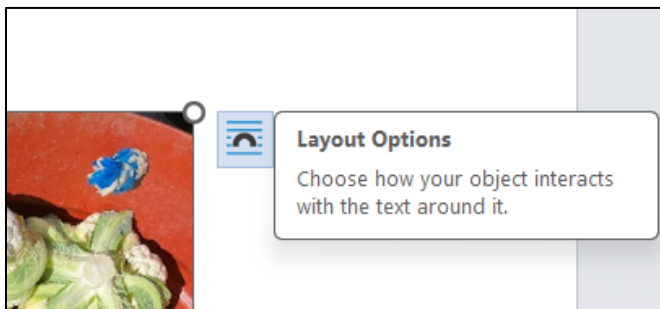 Layout Options
Choose how your object interacts
with the text around it.